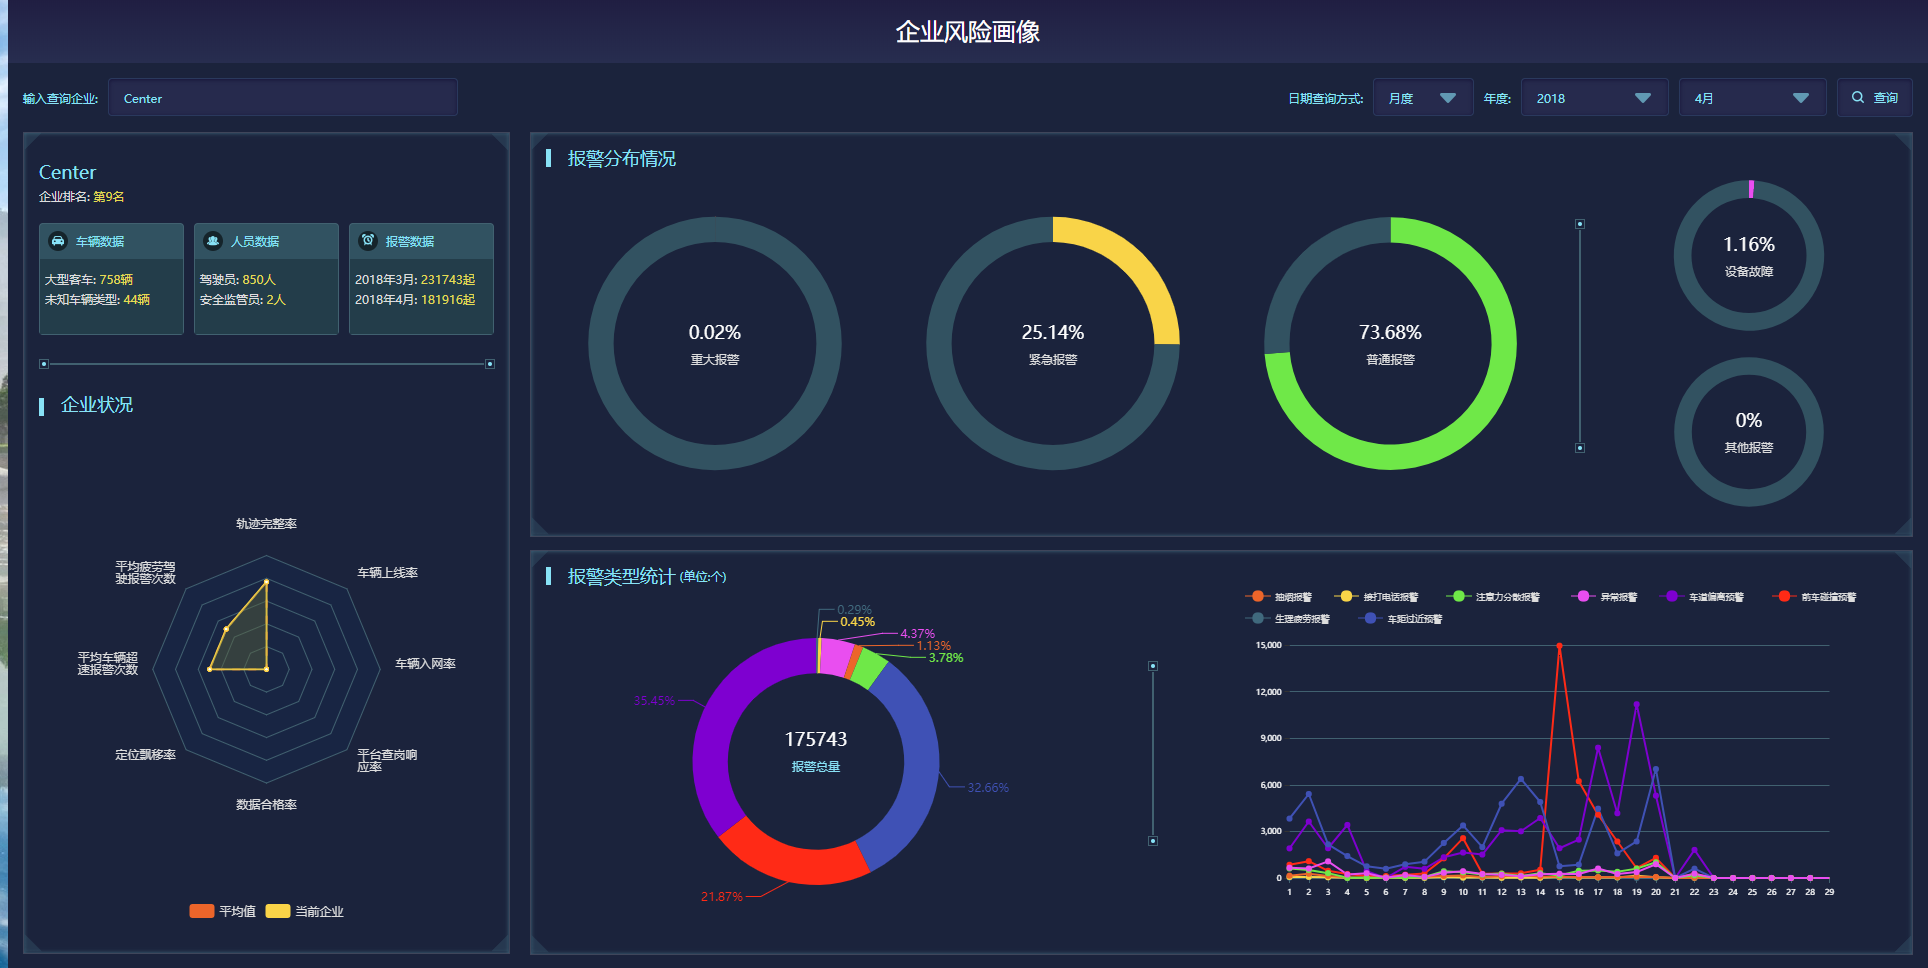 企业风险画像
输入查询企业: Center
日期查询方式: 月度 年度: 2018 4月 查询
Center
企业排名: 第9名
车辆数据
大型客车: 758辆
未知车辆类型: 44辆
人员数据
驾驶员: 850人
安全监管员: 2人
报警数据
2018年3月: 231743起
2018年4月: 181916起
企业状况
轨迹完整率
车辆上线率
车辆入网率
平台查岗响
应率
数据合格率
定位飘移率
平均车辆超
速报警次数
平均疲劳驾
驶报警次数
平均值 当前企业
报警分布情况
0.02%
重大报警
25.14%
紧急报警
73.68%
普通报警
1.16%
设备故障
0%
其他报警
报警类型统计 (单位:个)
0.29%
0.45%
4.37%
1.13%
3.78%
35.45%
32.66%
21.87%
175743
报警总量
抽烟报警 接打电话报警 注意力分散报警 异常报警 车道偏离预警 前车碰撞预警
生理疲劳报警 车距过近预警
15,000
12,000
9,000
6,000
3,000
0
1 2 3 4 5 6 7 8 9 10 11 12 13 14 15 16 17 18 19 20 21 22 23 24 25 26 27 28 29